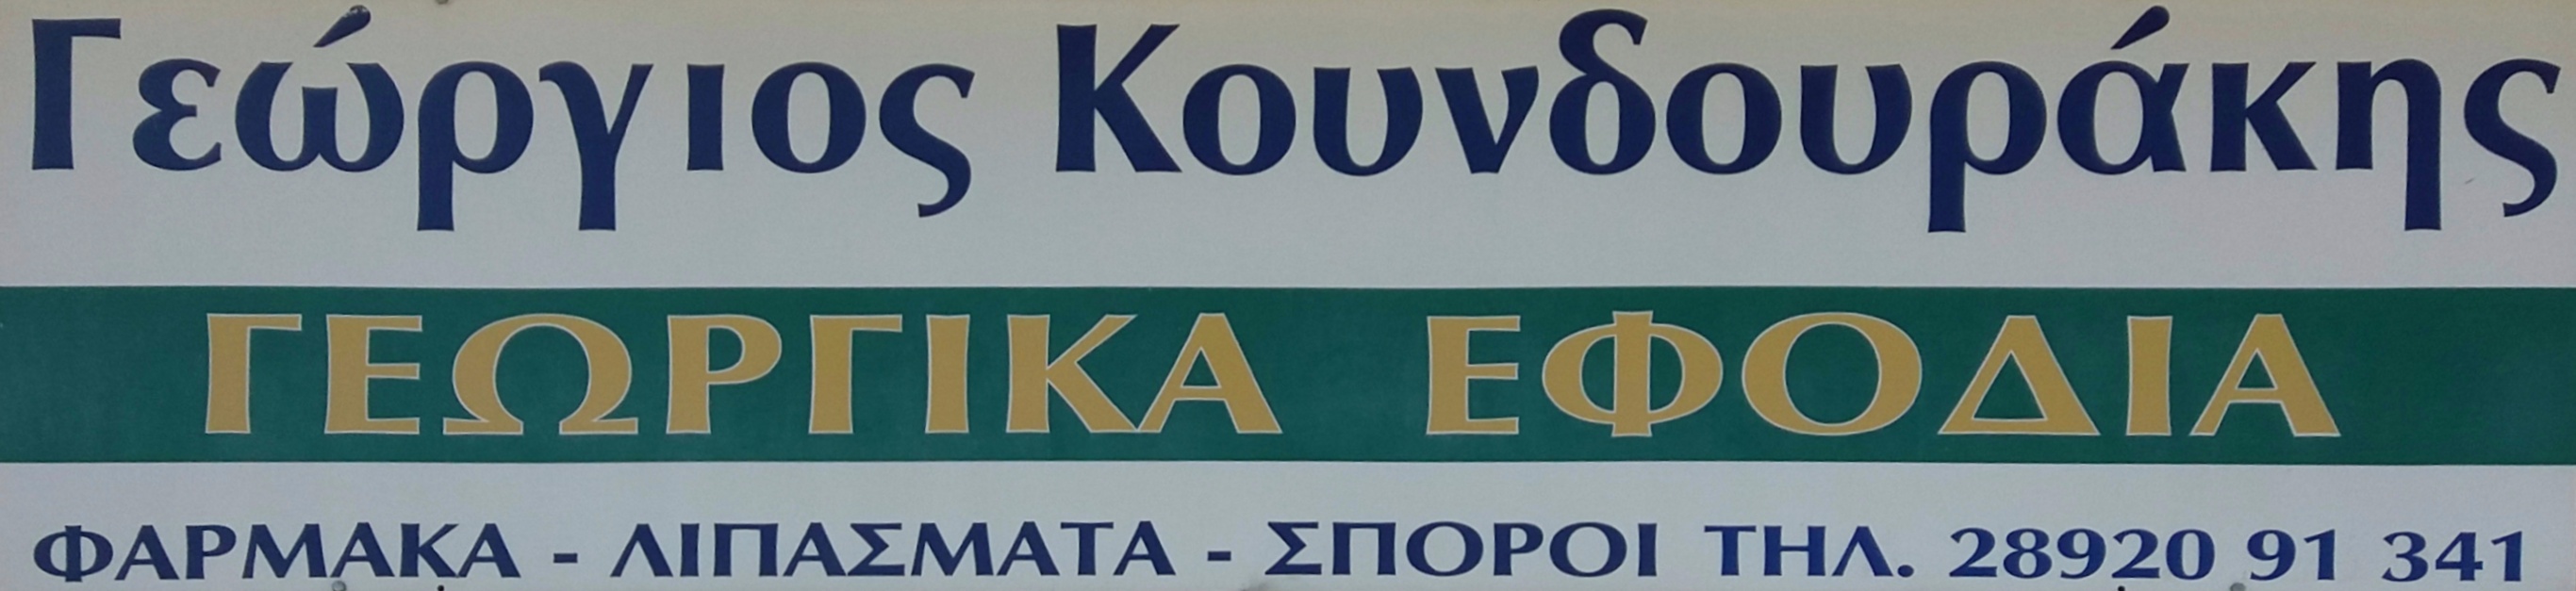 Γεώργιος Κουνδουράκης
ΓΕΩΡΓΙΚΑ ΕΦΟΔΙΑ
ΦΑΡΜΑΚΑ - ΛΙΠΑΣΜΑΤΑ - ΣΠΟΡΟΙ ΤΗΛ. 28920 91 341